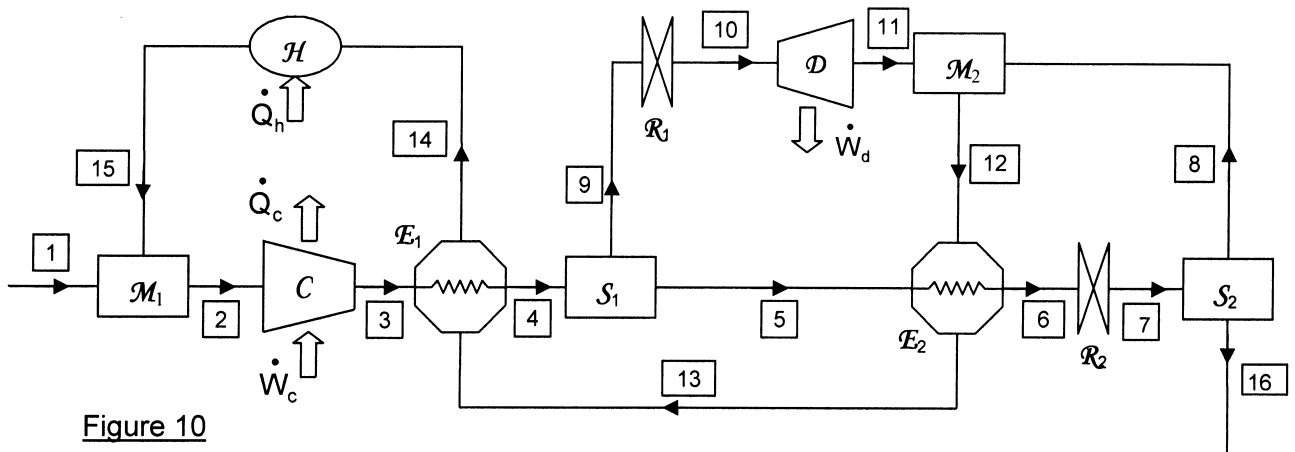 10
11
ℋ
𝒟
ℳ₂
Q̇h
14
ℛ₁
Ẇd
15
9
12
8
Q̇c
1
ℰ₁
ℳ₁
𝒞
𝒮₁
𝒮₂
2
3
4
5
6
7
ℰ₂
ℛ₂
Ẇc
13
16
Figure 10